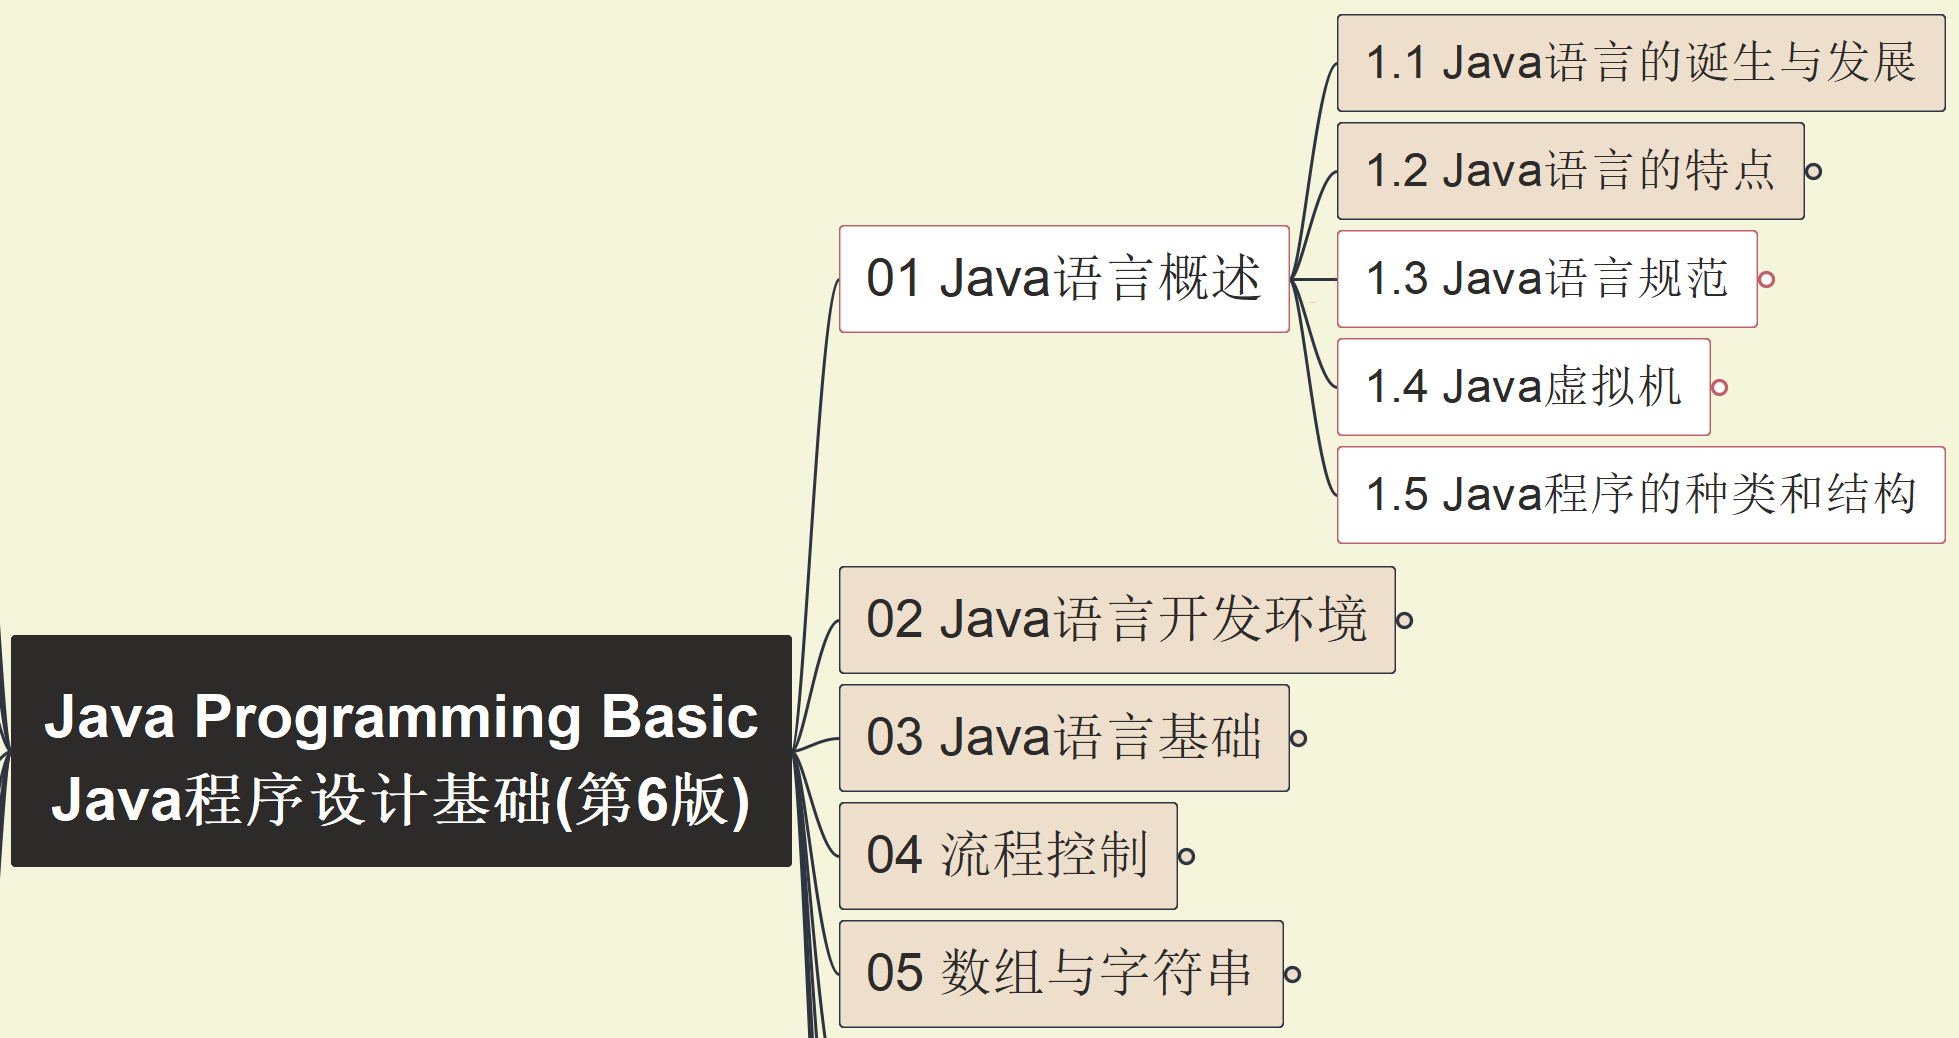 Java Programming Basic
Java程序设计基础(第6版)
01 Java语言概述
1.1 Java语言的诞生与发展
1.2 Java语言的特点
1.3 Java语言规范
1.4 Java虚拟机
1.5 Java程序的种类和结构
02 Java语言开发环境
03 Java语言基础
04 流程控制
05 数组与字符串